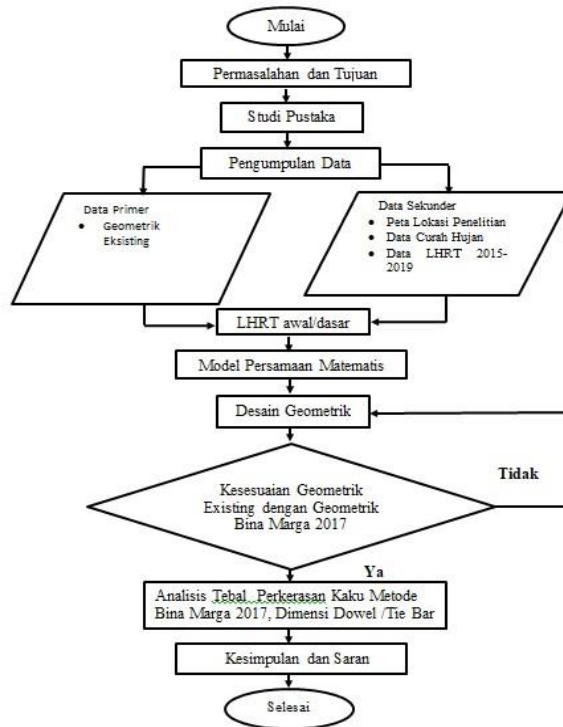 Mulai
Permasalahan dan Tujuan
Studi Pustaka
Pengumpulan Data
Data Primer
• Geometrik
Eksisting
Data Sekunder
• Peta Lokasi Penelitian
• Data Curah Hujan
• Data LHRT 2015-
2019
LHRT awal/dasar
Model Persamaan Matematis
Desain Geometrik
Kesesuaian Geometrik
Existing dengan Geometrik
Bina Marga 2017
Tidak
Ya
Analisis Tebal Perkerasan Kaku Metode
Bina Marga 2017, Dimensi Dowel /Tie Bar
Kesimpulan dan Saran
Selesai